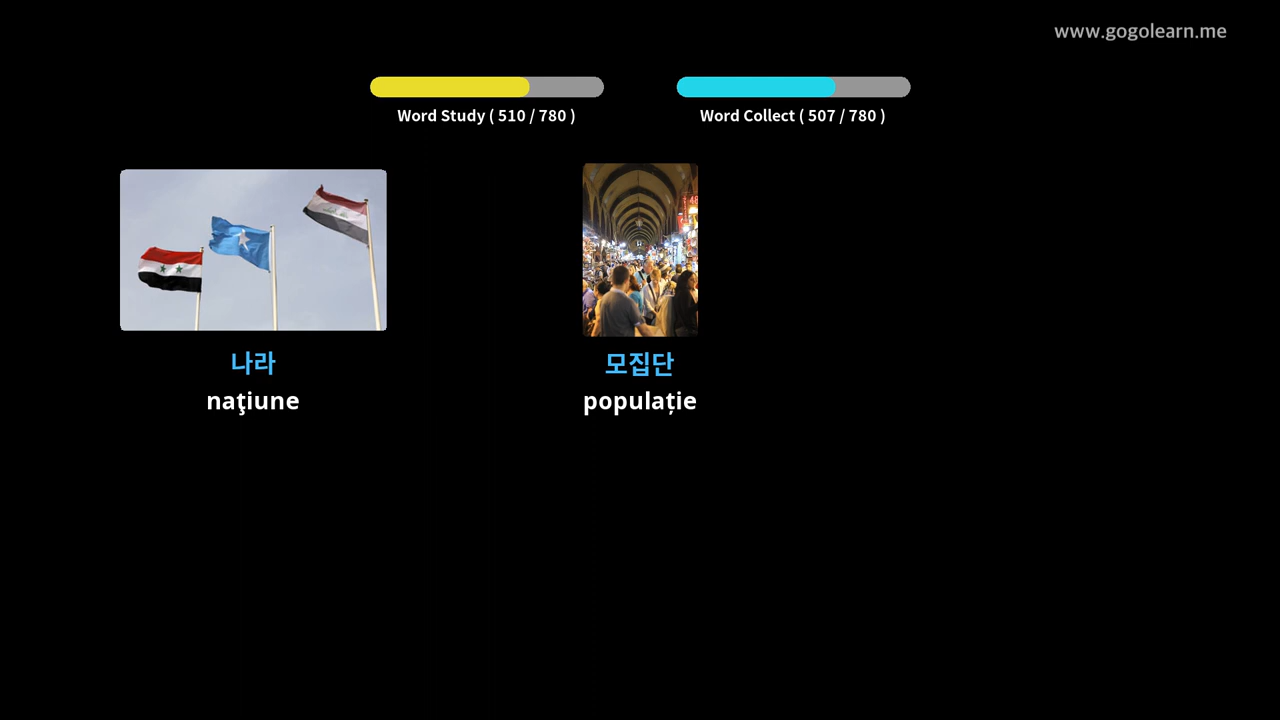 www.gogolearn.me
Word Study ( 510 / 780 )
Word Collect ( 507 / 780 )
나라
naţiune
모집단
populație